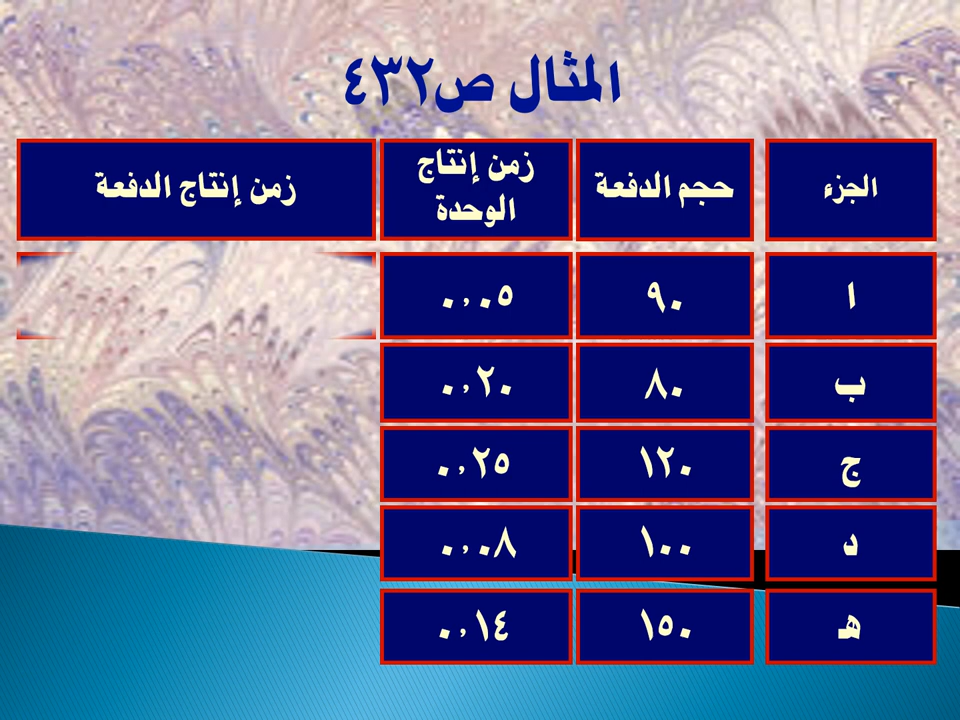 المثال ص٤٣٢
الجزء حجم الدفعة زمن إنتاج الوحدة زمن إنتاج الدفعة
ا ٩٠ ٠,٠٥
ب ٨٠ ٠,٢٠
ج ١٢٠ ٠,٢٥
د ١٠٠ ٠,٠٨
هـ ١٥٠ ٠,١٤